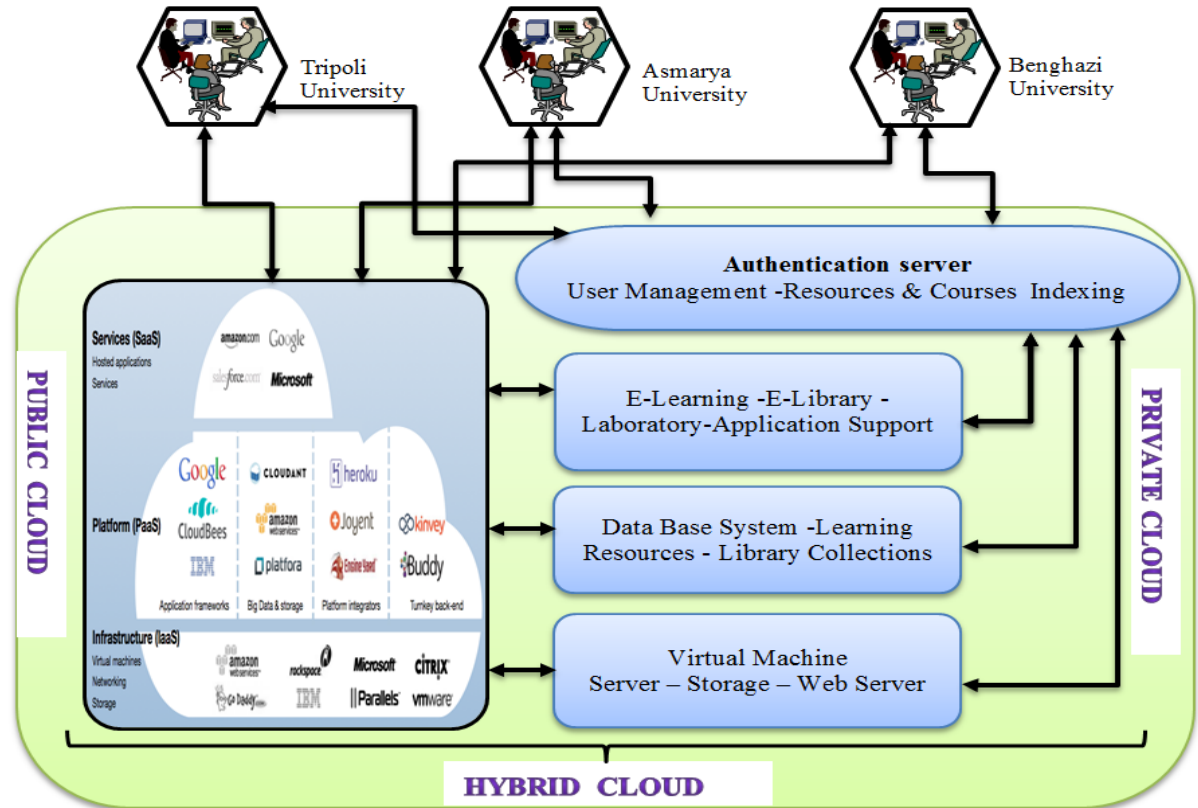 Tripoli
University
Asmarya
University
Benghazi
University
Authentication server
User Management -Resources & Courses Indexing
PUBLIC CLOUD
Services (SaaS)
Hosted applications
Services
amazon.com Google
salesforce.com Microsoft
Platform (PaaS)
Google CLOUDANT heroku
CloudBees amazon webservices Joyent kinvey
IBM platfora Engine Yard Buddy
Application frameworks Big Data & storage Platform integrators Turnkey back-end
Infrastructure (IaaS)
Virtual machines
Networking
Storage
amazon webservices rackspace Microsoft CITRIX
Go Daddy.com IBM Parallels vmware
E-Learning -E-Library -
Laboratory-Application Support
Data Base System -Learning
Resources - Library Collections
Virtual Machine
Server – Storage – Web Server
PRIVATE CLOUD
HYBRID CLOUD